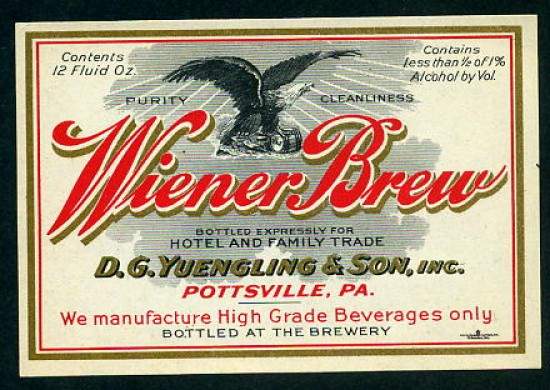 Contents
12 Fluid Oz.
Contains
less than ½ of 1%
Alcohol by Vol.
PURITY
CLEANLINESS
Wiener Brew
BOTTLED EXPRESSLY FOR
HOTEL AND FAMILY TRADE
D. G. YUENGLING & SON, INC.
POTTSVILLE, PA.
We manufacture High Grade Beverages only
BOTTLED AT THE BREWERY